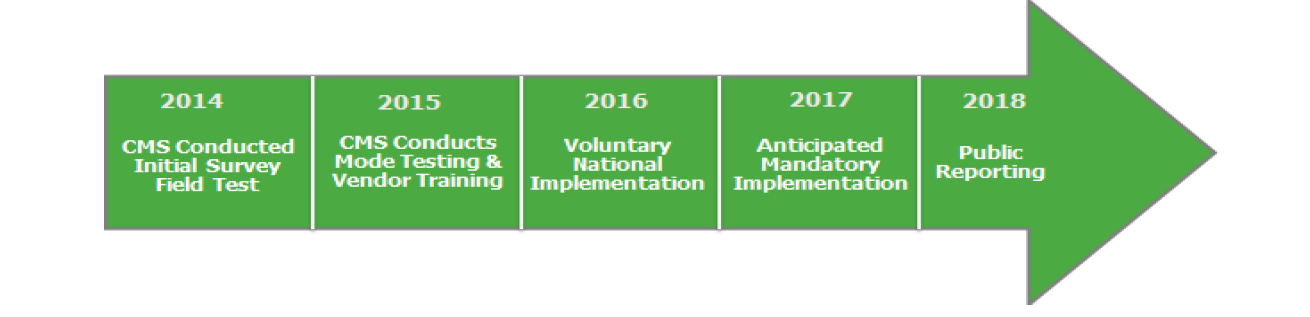 2014
CMS Conducted
Initial Survey
Field Test
2015
CMS Conducts
Mode Testing &
Vendor Training
2016
Voluntary
National
Implementation
2017
Anticipated
Mandatory
Implementation
2018
Public
Reporting